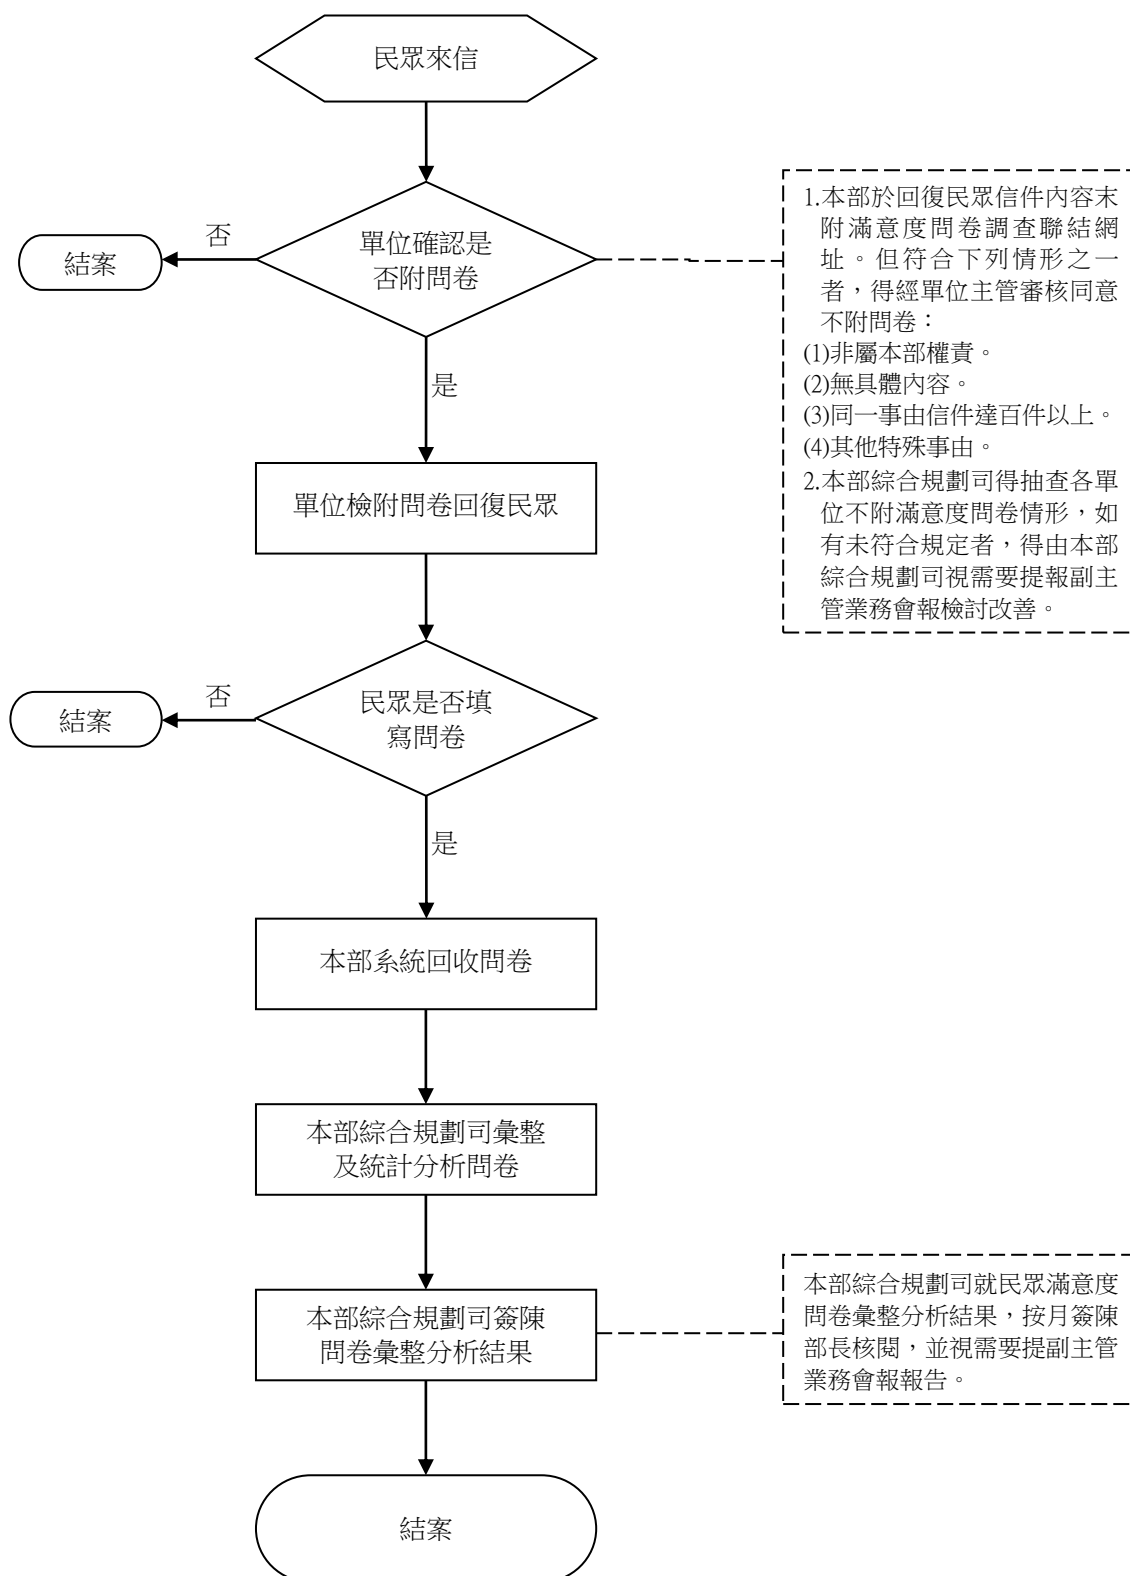 民眾來信
單位確認是
否附問卷
否
結案
1.本部於回復民眾信件內容末
附滿意度問卷調查聯結網
址。但符合下列情形之一
者，得經單位主管審核同意
不附問卷：
(1)非屬本部權責。
(2)無具體內容。
(3)同一事由信件達百件以上。
(4)其他特殊事由。
2.本部綜合規劃司得抽查各單
位不附滿意度問卷情形，如
有未符合規定者，得由本部
綜合規劃司視需要提報副主
管業務會報檢討改善。
是
單位檢附問卷回復民眾
民眾是否填
寫問卷
否
結案
是
本部系統回收問卷
本部綜合規劃司彙整
及統計分析問卷
本部綜合規劃司簽陳
問卷彙整分析結果
本部綜合規劃司就民眾滿意度
問卷彙整分析結果，按月簽陳
部長核閱，並視需要提副主管
業務會報報告。
結案